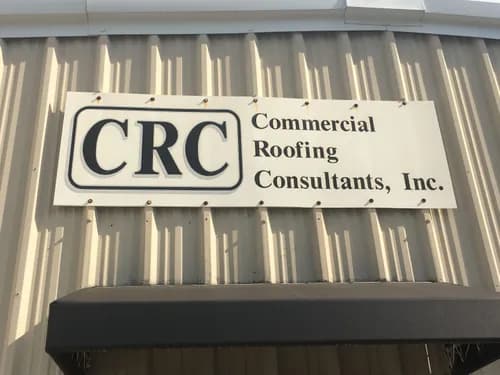 CRC
Commercial
Roofing
Consultants, Inc.